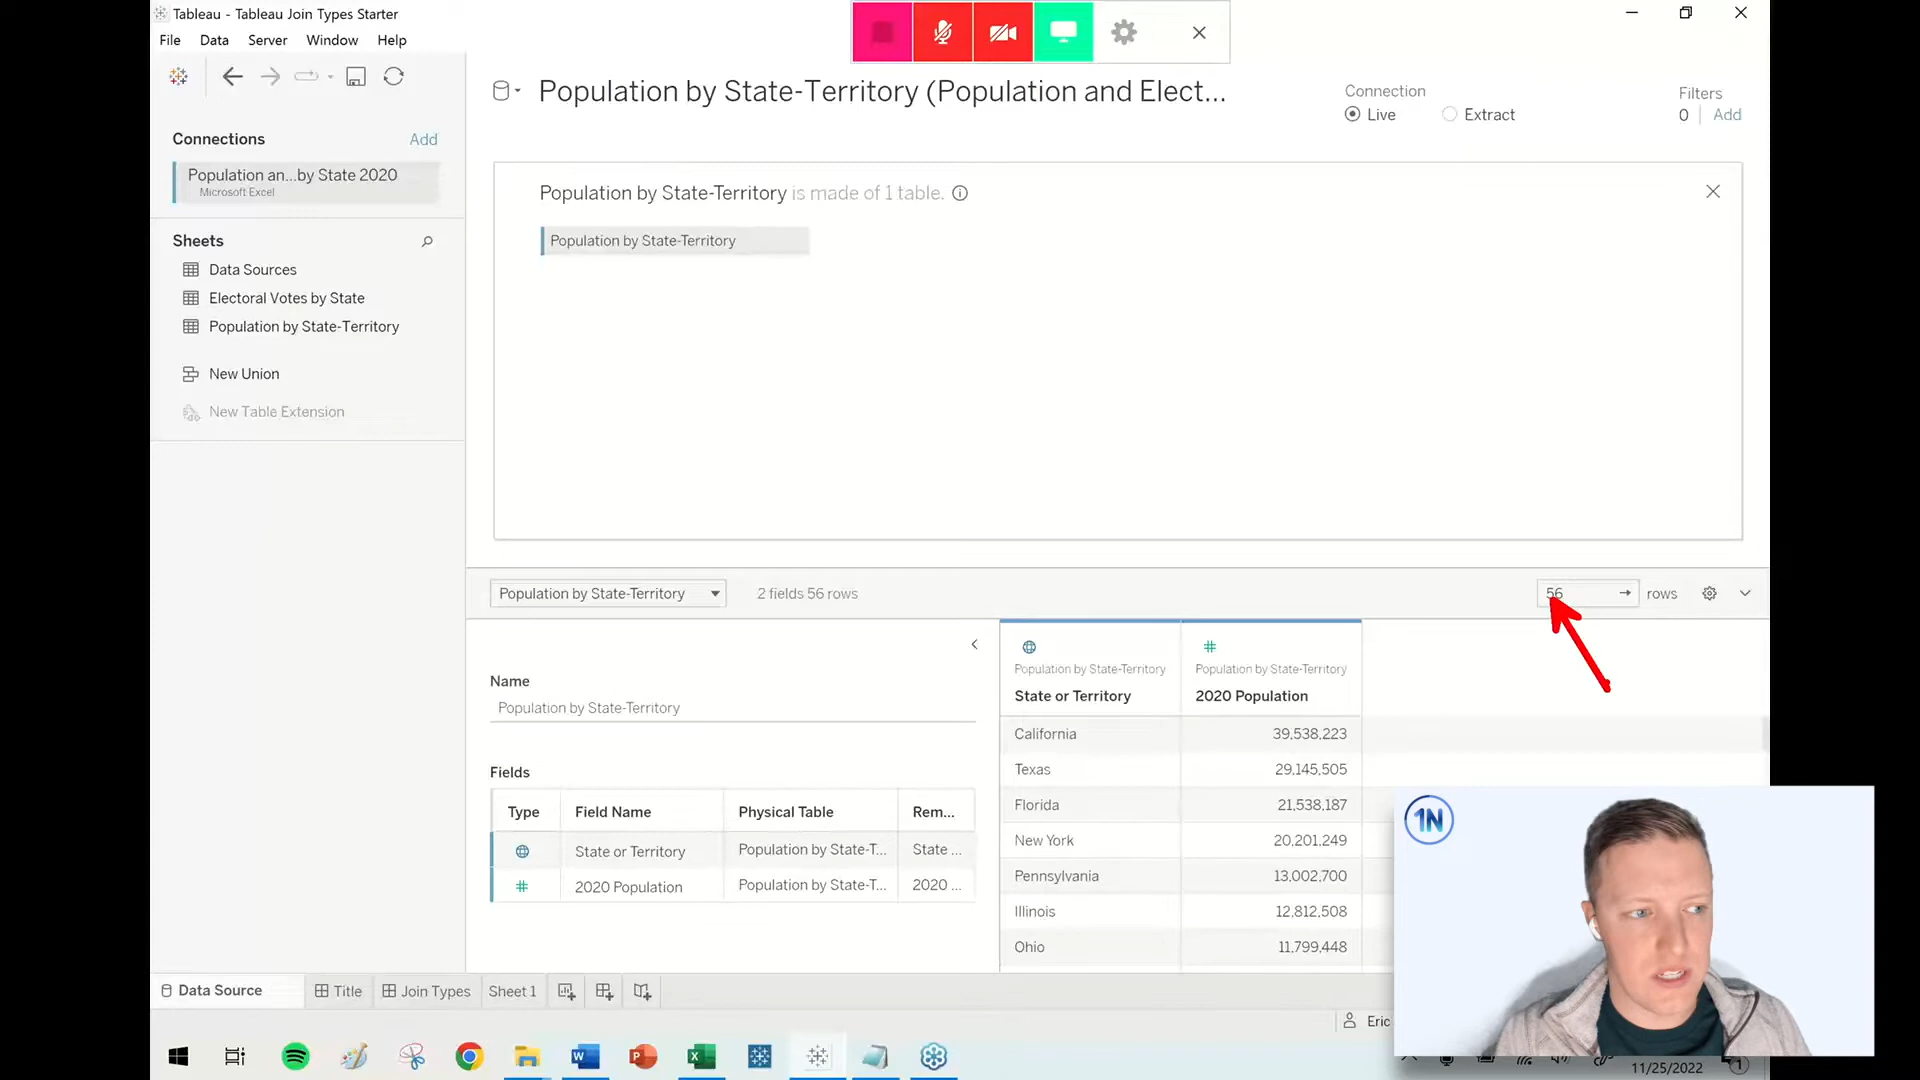 Tableau - Tableau Join Types Starter
File Data Server Window Help
Population by State-Territory (Population and Elect...
Connection
Live Extract
Filters
0 Add
Connections Add
Population an...by State 2020
Microsoft Excel
Sheets
Data Sources
Electoral Votes by State
Population by State-Territory
New Union
New Table Extension
Population by State-Territory is made of 1 table.
Population by State-Territory
Population by State-Territory 2 fields 56 rows
56 → rows
Name
Population by State-Territory
Fields
Type Field Name Physical Table Rem...
State or Territory Population by State-T... State ...
2020 Population Population by State-T... 2020 ...
Population by State-Territory Population by State-Territory
State or Territory 2020 Population
California 39,538,223
Texas 29,145,505
Florida 21,538,187
New York 20,201,249
Pennsylvania 13,002,700
Illinois 12,812,508
Ohio 11,799,448
1N
Data Source Title Join Types Sheet 1
Eric
11/25/2022
1